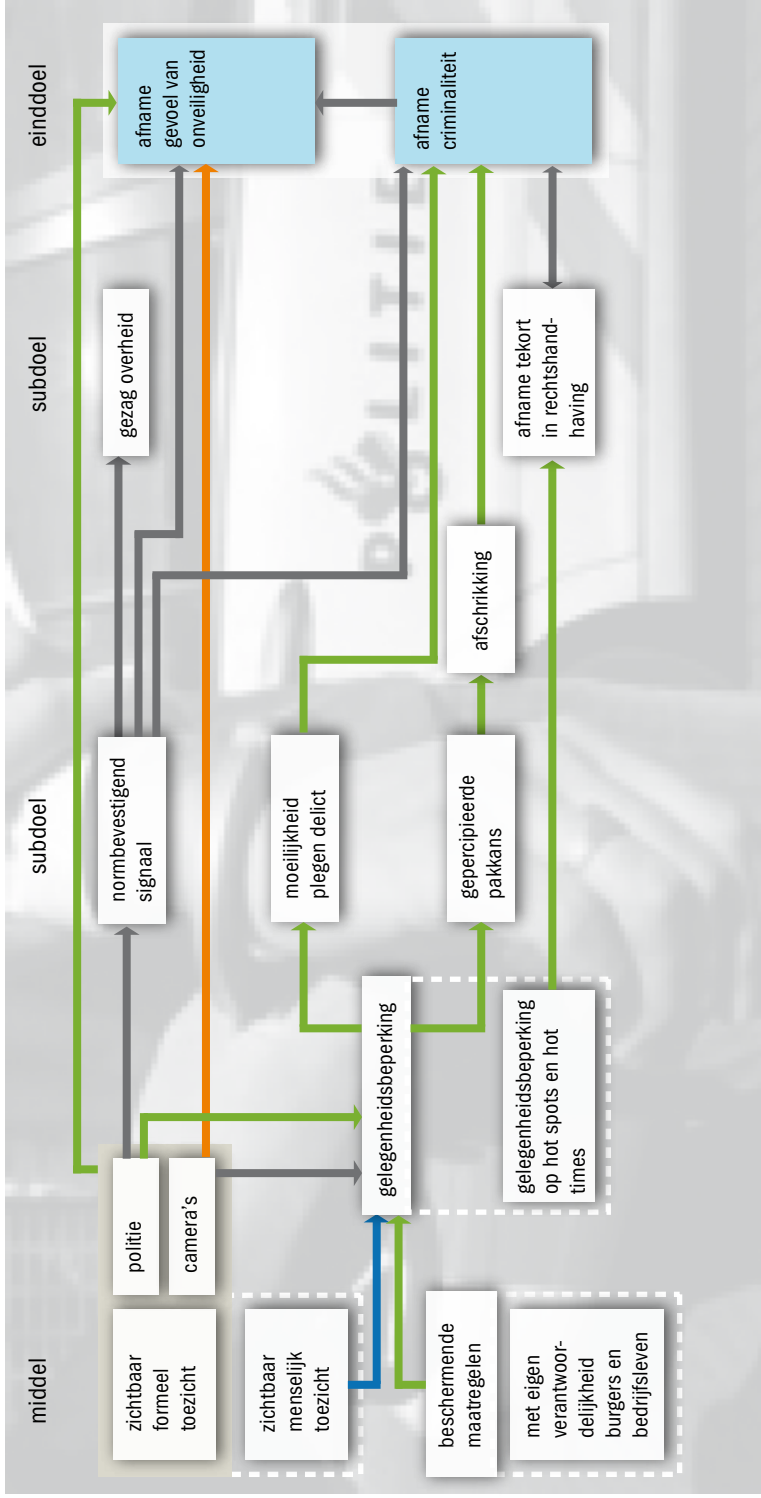 middel
subdoel
subdoel
einddoel
zichtbaar
formeel
toezicht
politie
camera's
zichtbaar
menselijk
toezicht
beschermende
maatregelen
met eigen
verantwoor-
delijkheid
burgers en
bedrijfsleven
gelegenheidsbeperking
gelegenheidsbeperking
op hot spots en hot
times
normbevestigend
signaal
moeilijkheid
plegen delict
gepercipieerde
pakkans
afschrikking
gezag overheid
afname tekort
in rechtshand-
having
afname
gevoel van
onveiligheid
afname
criminaliteit
POLITIE